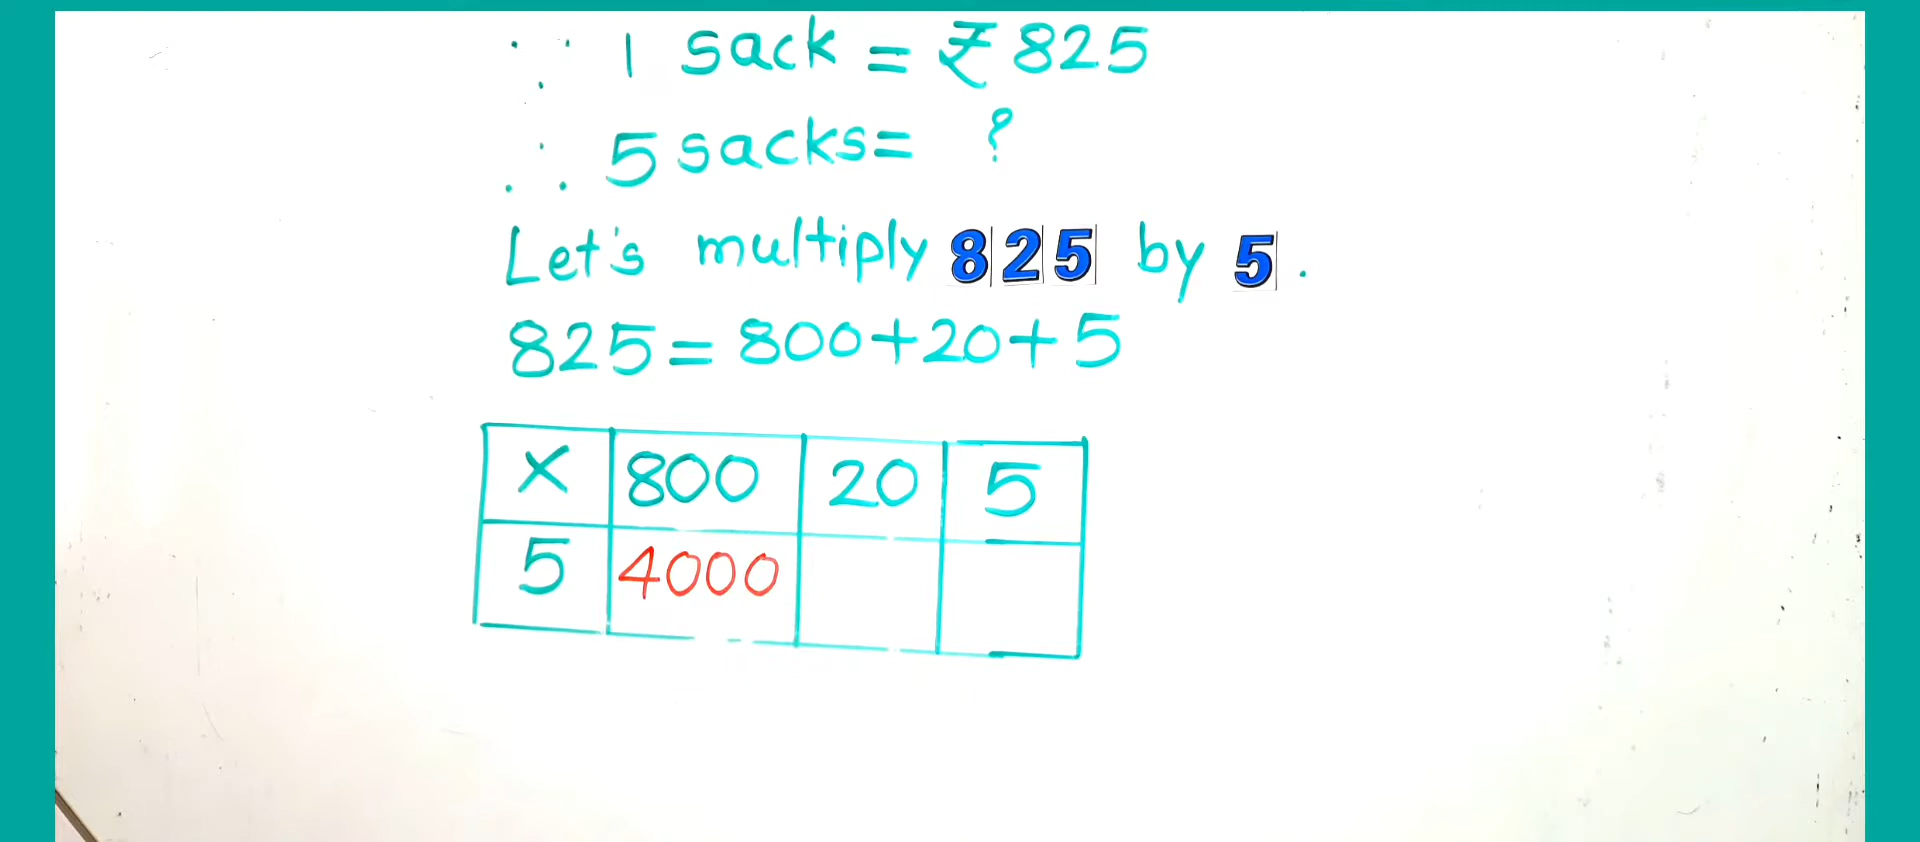 ∵ 1 sack = ₹825
∴ 5 sacks= ?
Let's multiply 825 by 5.
825=800+20+5
X 800 20 5
5 4000